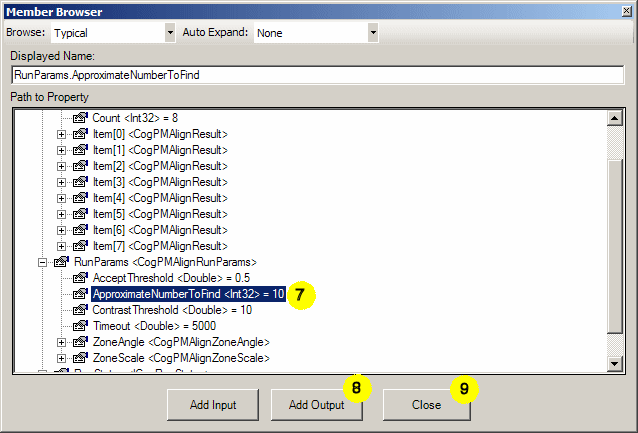 Member Browser
Browse: Typical Auto Expand: None
Displayed Name:
RunParams.ApproximateNumberToFind
Path to Property
Count <Int32> = 8
Item[0] <CogPMAlignResult>
Item[1] <CogPMAlignResult>
Item[2] <CogPMAlignResult>
Item[3] <CogPMAlignResult>
Item[4] <CogPMAlignResult>
Item[5] <CogPMAlignResult>
Item[6] <CogPMAlignResult>
Item[7] <CogPMAlignResult>
RunParams <CogPMAlignRunParams>
AcceptThreshold <Double> = 0.5
ApproximateNumberToFind <Int32> = 10 7
ContrastThreshold <Double> = 10
Timeout <Double> = 5000
ZoneAngle <CogPMAlignZoneAngle>
ZoneScale <CogPMAlignZoneScale>
8 9
Add Input Add Output Close